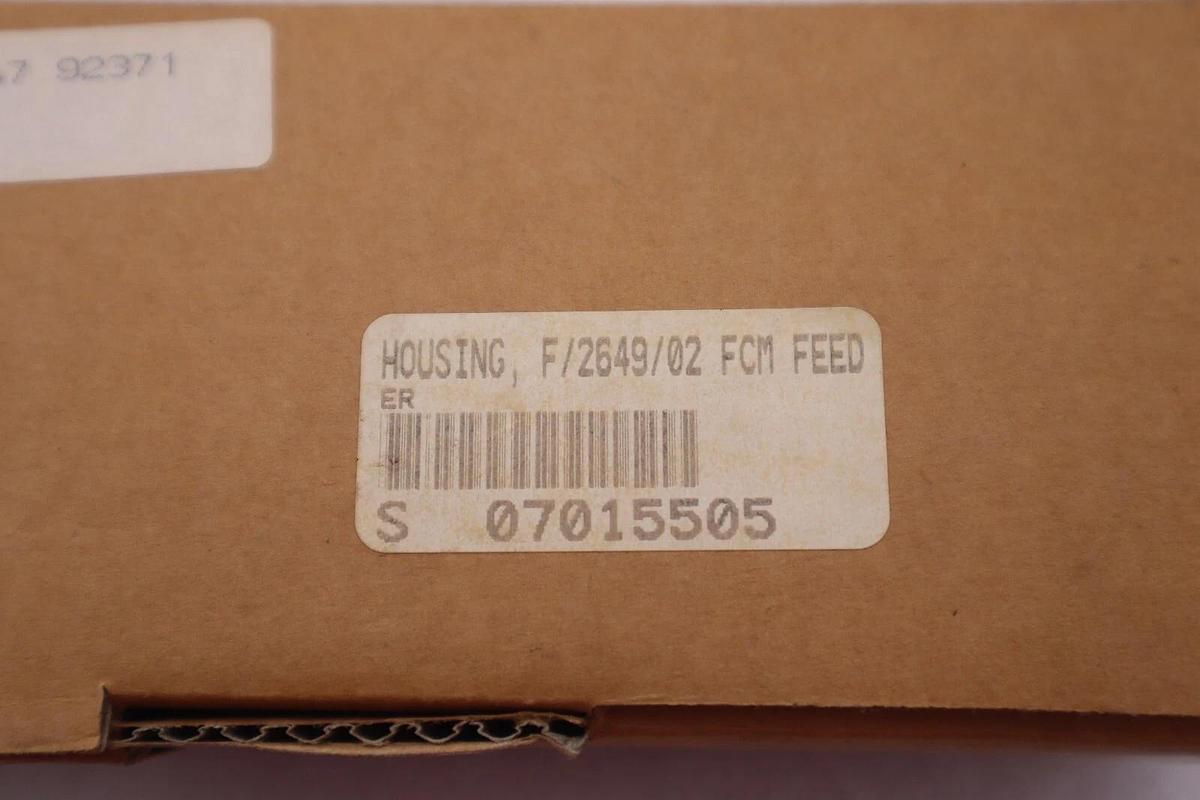 92371
HOUSING, F/2649/02 FCM FEED
ER
S 07015505